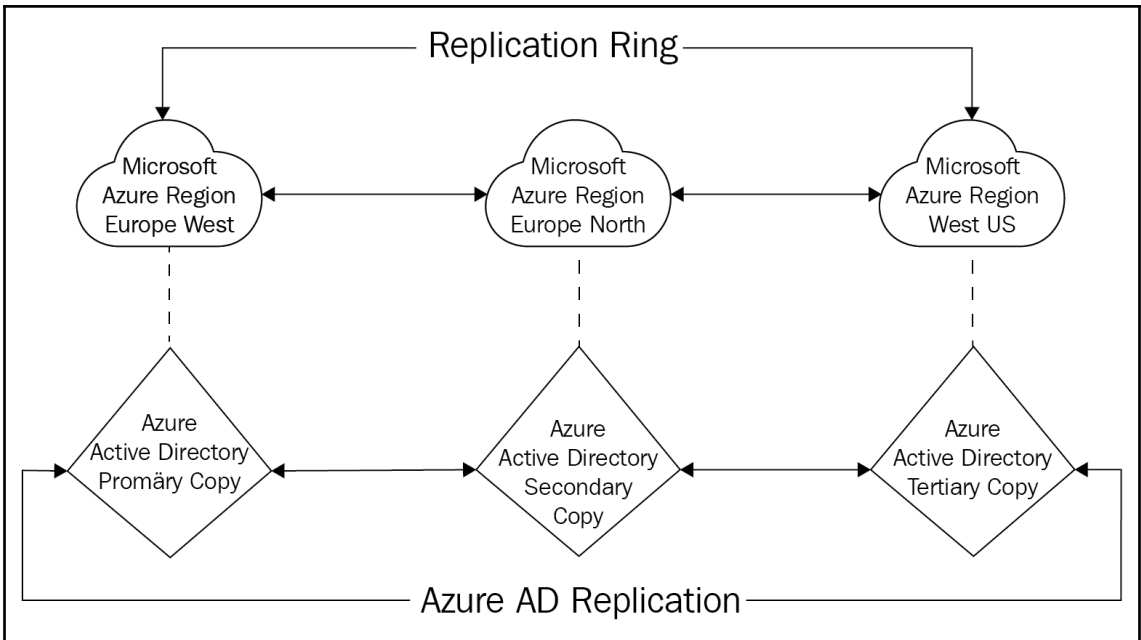 Replication Ring
Microsoft
Azure Region
Europe West
Microsoft
Azure Region
Europe North
Microsoft
Azure Region
West US
Azure
Active Directory
Promäry Copy
Azure
Active Directory
Secondary
Copy
Azure
Active Directory
Tertiary Copy
Azure AD Replication